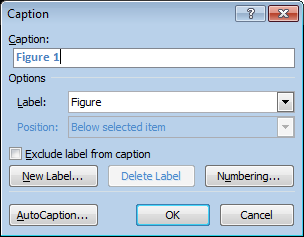 Caption
Caption:
Figure 1
Options
Label: Figure
Position: Below selected item
Exclude label from caption
New Label... Delete Label Numbering...
AutoCaption... OK Cancel